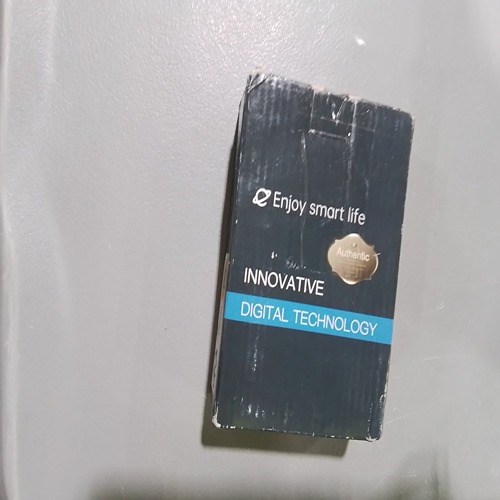 Enjoy smart life
Authentic
INNOVATIVE
DIGITAL TECHNOLOGY